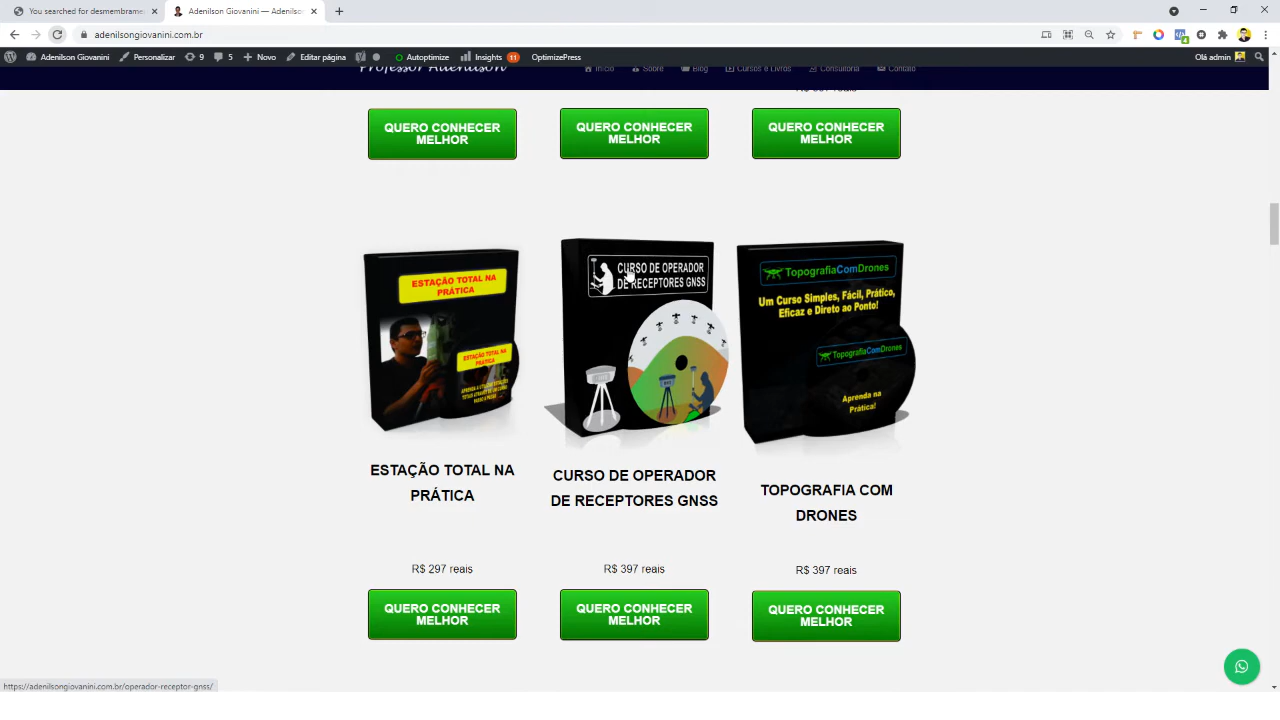 You searched for desmembrame
Adenilson Giovanini — Adenilso
adenilsongiovanini.com.br
Adenilson Giovanini
Personalizar
9
5
Novo
Editar página
Autoptimize
Insights
11
OptimizePress
Olá admin
Professor Adenilson
Início
Sobre
Blog
Cursos e Livros
Consultoria
Contato
QUERO CONHECER
MELHOR
QUERO CONHECER
MELHOR
QUERO CONHECER
MELHOR
ESTAÇÃO TOTAL NA
PRÁTICA
ESTAÇÃO TOTAL NA
PRÁTICA
CURSO DE OPERADOR
DE RECEPTORES GNSS
TopografiaComDrones
Um Curso Simples, Fácil, Prático,
Eficaz e Direto ao Ponto!
TopografiaComDrones
Aprenda na
Prática!
ESTAÇÃO TOTAL NA
PRÁTICA
CURSO DE OPERADOR
DE RECEPTORES GNSS
TOPOGRAFIA COM
DRONES
R$ 297 reais
R$ 397 reais
R$ 397 reais
QUERO CONHECER
MELHOR
QUERO CONHECER
MELHOR
QUERO CONHECER
MELHOR
https://adenilsongiovanini.com.br/operador-receptor-gnss/